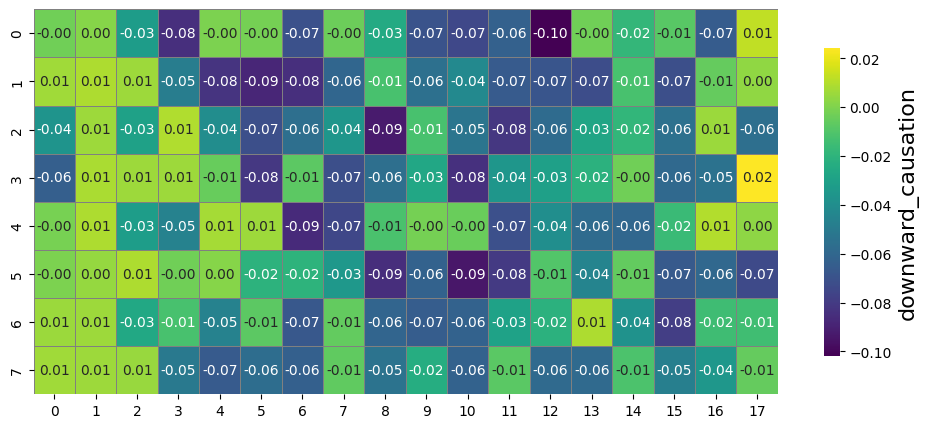 0 -0.00 0.00 -0.03 -0.08 -0.00 -0.00 -0.07 -0.00 -0.03 -0.07 -0.07 -0.06 -0.10 -0.00 -0.02 -0.01 -0.07 0.01
1 0.01 0.01 0.01 -0.05 -0.08 -0.09 -0.08 -0.06 -0.01 -0.06 -0.04 -0.07 -0.07 -0.07 -0.01 -0.07 -0.01 0.00
2 -0.04 0.01 -0.03 0.01 -0.04 -0.07 -0.06 -0.04 -0.09 -0.01 -0.05 -0.08 -0.06 -0.03 -0.02 -0.06 0.01 -0.06
3 -0.06 0.01 0.01 0.01 -0.01 -0.08 -0.01 -0.07 -0.06 -0.03 -0.08 -0.04 -0.03 -0.02 -0.00 -0.06 -0.05 0.02
4 -0.00 0.01 -0.03 -0.05 0.01 0.01 -0.09 -0.07 -0.01 -0.00 -0.00 -0.07 -0.04 -0.06 -0.06 -0.02 0.01 0.00
5 -0.00 0.00 0.01 -0.00 0.00 -0.02 -0.02 -0.03 -0.09 -0.06 -0.09 -0.08 -0.01 -0.04 -0.01 -0.07 -0.06 -0.07
6 0.01 0.01 -0.03 -0.01 -0.05 -0.01 -0.07 -0.01 -0.06 -0.07 -0.06 -0.03 -0.02 0.01 -0.04 -0.08 -0.02 -0.01
7 0.01 0.01 0.01 -0.05 -0.07 -0.06 -0.06 -0.01 -0.05 -0.02 -0.06 -0.01 -0.06 -0.06 -0.01 -0.05 -0.04 -0.01
0 1 2 3 4 5 6 7 8 9 10 11 12 13 14 15 16 17
0.02
0.00
−0.02
−0.04
−0.06
−0.08
−0.10
downward_causation